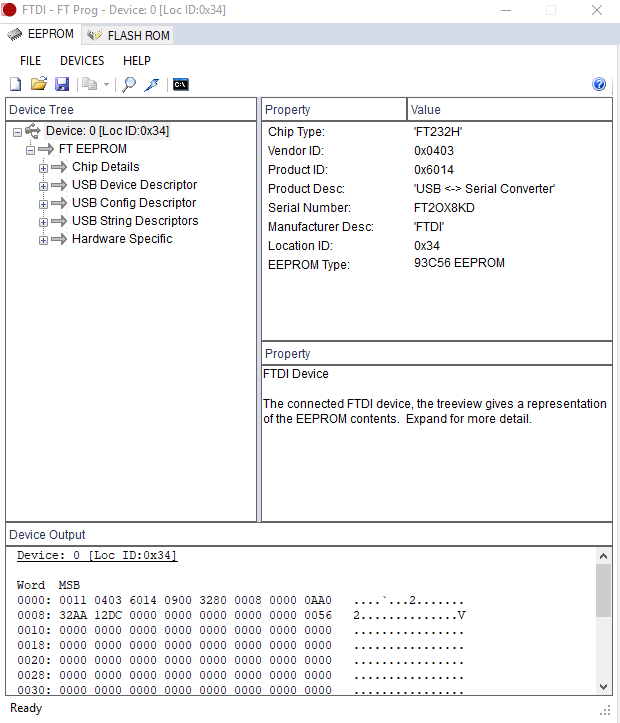 FTDI - FT Prog - Device: 0 [Loc ID:0x34]
EEPROM FLASH ROM
FILE DEVICES HELP
C:\
?
Device Tree
Device: 0 [Loc ID:0x34]
FT EEPROM
Chip Details
USB Device Descriptor
USB Config Descriptor
USB String Descriptors
Hardware Specific
Property Value
Chip Type: 'FT232H'
Vendor ID: 0x0403
Product ID: 0x6014
Product Desc: 'USB <-> Serial Converter'
Serial Number: FT2OX8KD
Manufacturer Desc: 'FTDI'
Location ID: 0x34
EEPROM Type: 93C56 EEPROM
Property
FTDI Device
The connected FTDI device, the treeview gives a representation
of the EEPROM contents. Expand for more detail.
Device Output
Device: 0 [Loc ID:0x34]
Word MSB
0000: 0011 0403 6014 0900 3280 0008 0000 0AA0 ....`...2.......
0008: 32AA 12DC 0000 0000 0000 0000 0000 0056 2..............V
0010: 0000 0000 0000 0000 0000 0000 0000 0000 ................
0018: 0000 0000 0000 0000 0000 0000 0000 0000 ................
0020: 0000 0000 0000 0000 0000 0000 0000 0000 ................
0028: 0000 0000 0000 0000 0000 0000 0000 0000 ................
0030: 0000 0000 0000 0000 0000 0000 0000 0000 ................
Ready